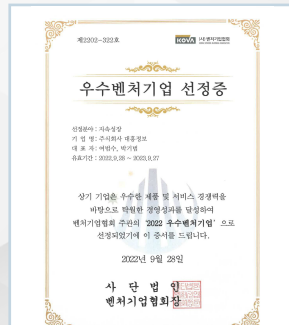 제2202-322호
KOVA (사)벤처기업협회
우수벤처기업 선정증
선정분야 : 지속성장
기 업 명 : 주식회사 대흥정보
대 표 자 : 여범수, 박기범
유효기간 : 2022.9.28 ~ 2023.9.27
상기 기업은 우수한 제품 및 서비스 경쟁력을
바탕으로 탁월한 경영성과를 달성하여
벤처기업협회 주관의 '2022 우수벤처기업' 으로
선정되었기에 이 증서를 드립니다.
2022년 9월 28일
사 단 법 인
벤처기업협회장